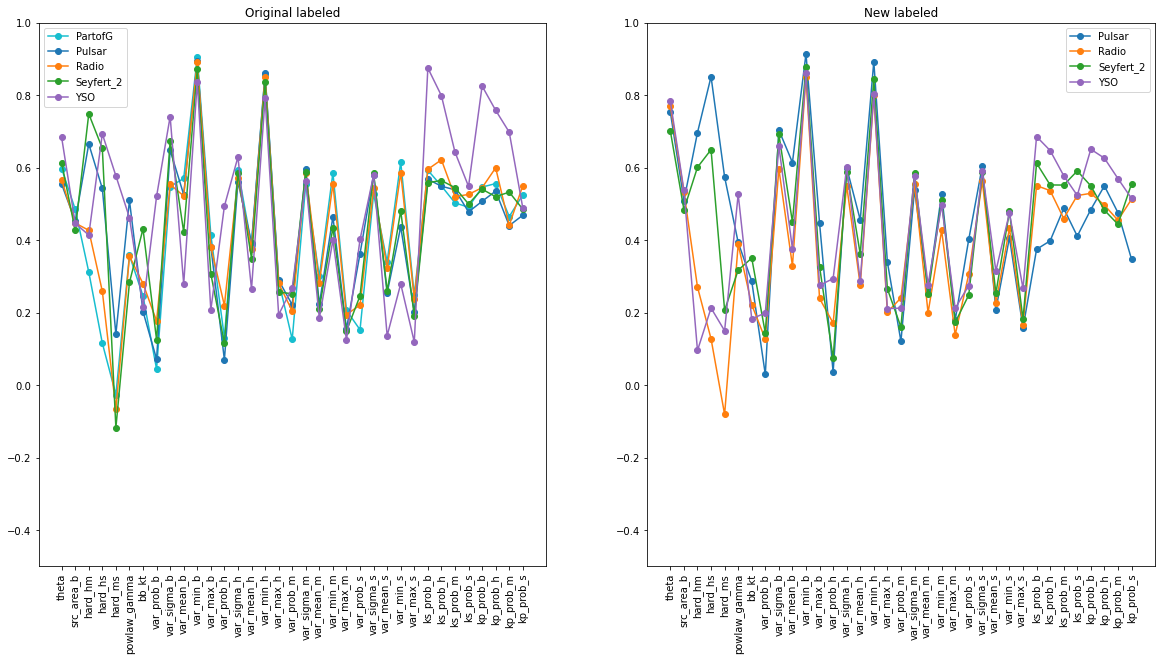 Original labeled
1.0
0.8
0.6
0.4
0.2
0.0
−0.2
−0.4
PartofG
Pulsar
Radio
Seyfert_2
YSO
theta
src_area_b
hard_hm
hard_hs
hard_ms
powlaw_gamma
bb_kt
var_prob_b
var_sigma_b
var_mean_b
var_min_b
var_max_b
var_prob_h
var_sigma_h
var_mean_h
var_min_h
var_max_h
var_prob_m
var_sigma_m
var_mean_m
var_min_m
var_max_m
var_prob_s
var_sigma_s
var_mean_s
var_min_s
var_max_s
ks_prob_b
ks_prob_h
ks_prob_m
ks_prob_s
kp_prob_b
kp_prob_h
kp_prob_m
kp_prob_s
New labeled
1.0
0.8
0.6
0.4
0.2
0.0
−0.2
−0.4
Pulsar
Radio
Seyfert_2
YSO
theta
src_area_b
hard_hm
hard_hs
hard_ms
powlaw_gamma
bb_kt
var_prob_b
var_sigma_b
var_mean_b
var_min_b
var_max_b
var_prob_h
var_sigma_h
var_mean_h
var_min_h
var_max_h
var_prob_m
var_sigma_m
var_mean_m
var_min_m
var_max_m
var_prob_s
var_sigma_s
var_mean_s
var_min_s
var_max_s
ks_prob_b
ks_prob_h
ks_prob_m
ks_prob_s
kp_prob_b
kp_prob_h
kp_prob_m
kp_prob_s